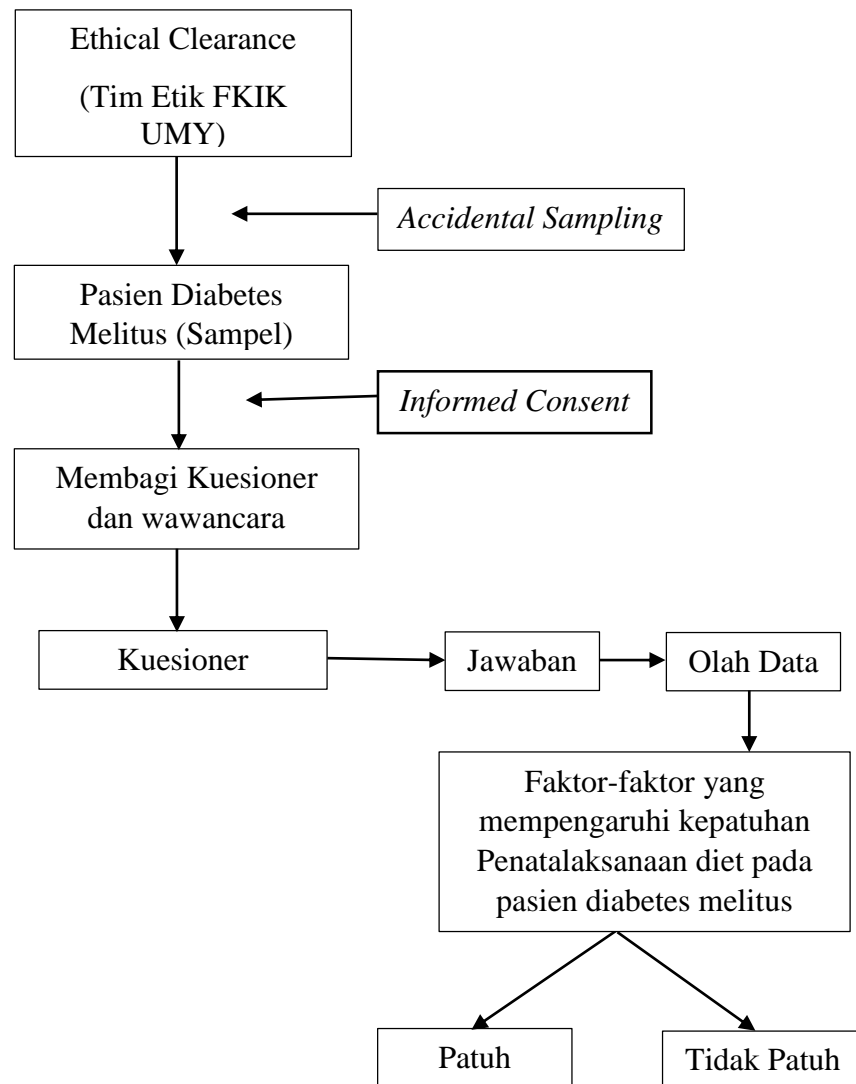 Ethical Clearance
(Tim Etik FKIK
UMY)
Accidental Sampling
Pasien Diabetes
Melitus (Sampel)
Informed Consent
Membagi Kuesioner
dan wawancara
Kuesioner
Jawaban
Olah Data
Faktor-faktor yang
mempengaruhi kepatuhan
Penatalaksanaan diet pada
pasien diabetes melitus
Patuh
Tidak Patuh